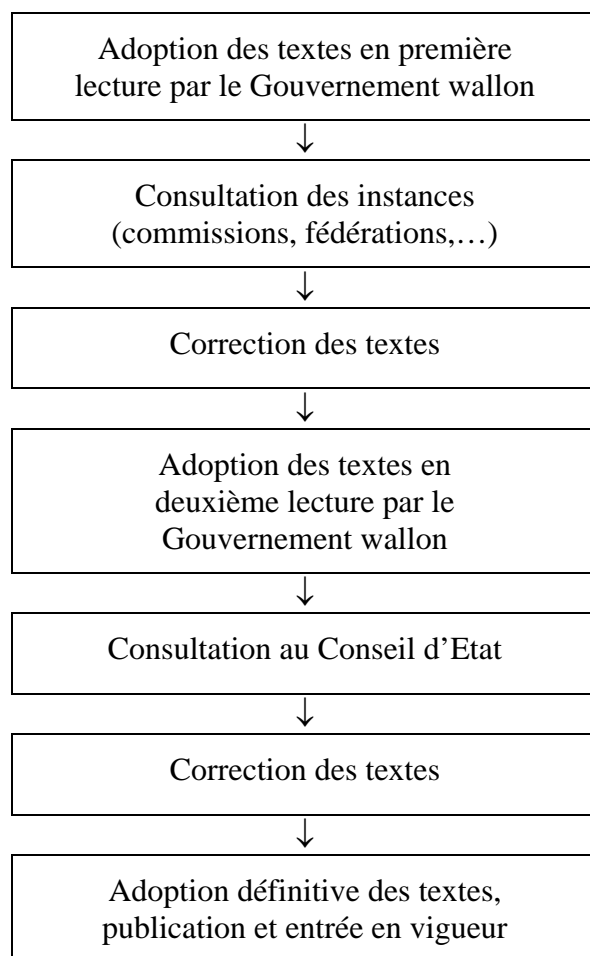 Adoption des textes en première
lecture par le Gouvernement wallon
↓
Consultation des instances
(commissions, fédérations,…)
↓
Correction des textes
↓
Adoption des textes en
deuxième lecture par le
Gouvernement wallon
↓
Consultation au Conseil d’Etat
↓
Correction des textes
↓
Adoption définitive des textes,
publication et entrée en vigueur